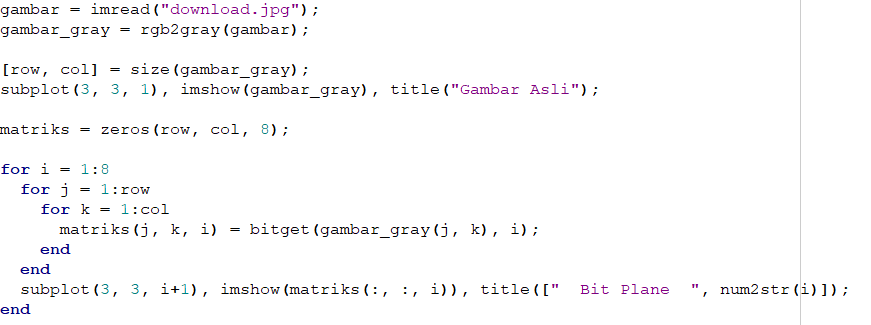 gambar = imread("download.jpg");
gambar_gray = rgb2gray(gambar);
[row, col] = size(gambar_gray);
subplot(3, 3, 1), imshow(gambar_gray), title("Gambar Asli");
matriks = zeros(row, col, 8);
for i = 1:8
  for j = 1:row
    for k = 1:col
      matriks(j, k, i) = bitget(gambar_gray(j, k), i);
    end
  end
  subplot(3, 3, i+1), imshow(matriks(:, :, i)), title(["  Bit Plane  ", num2str(i)]);
end